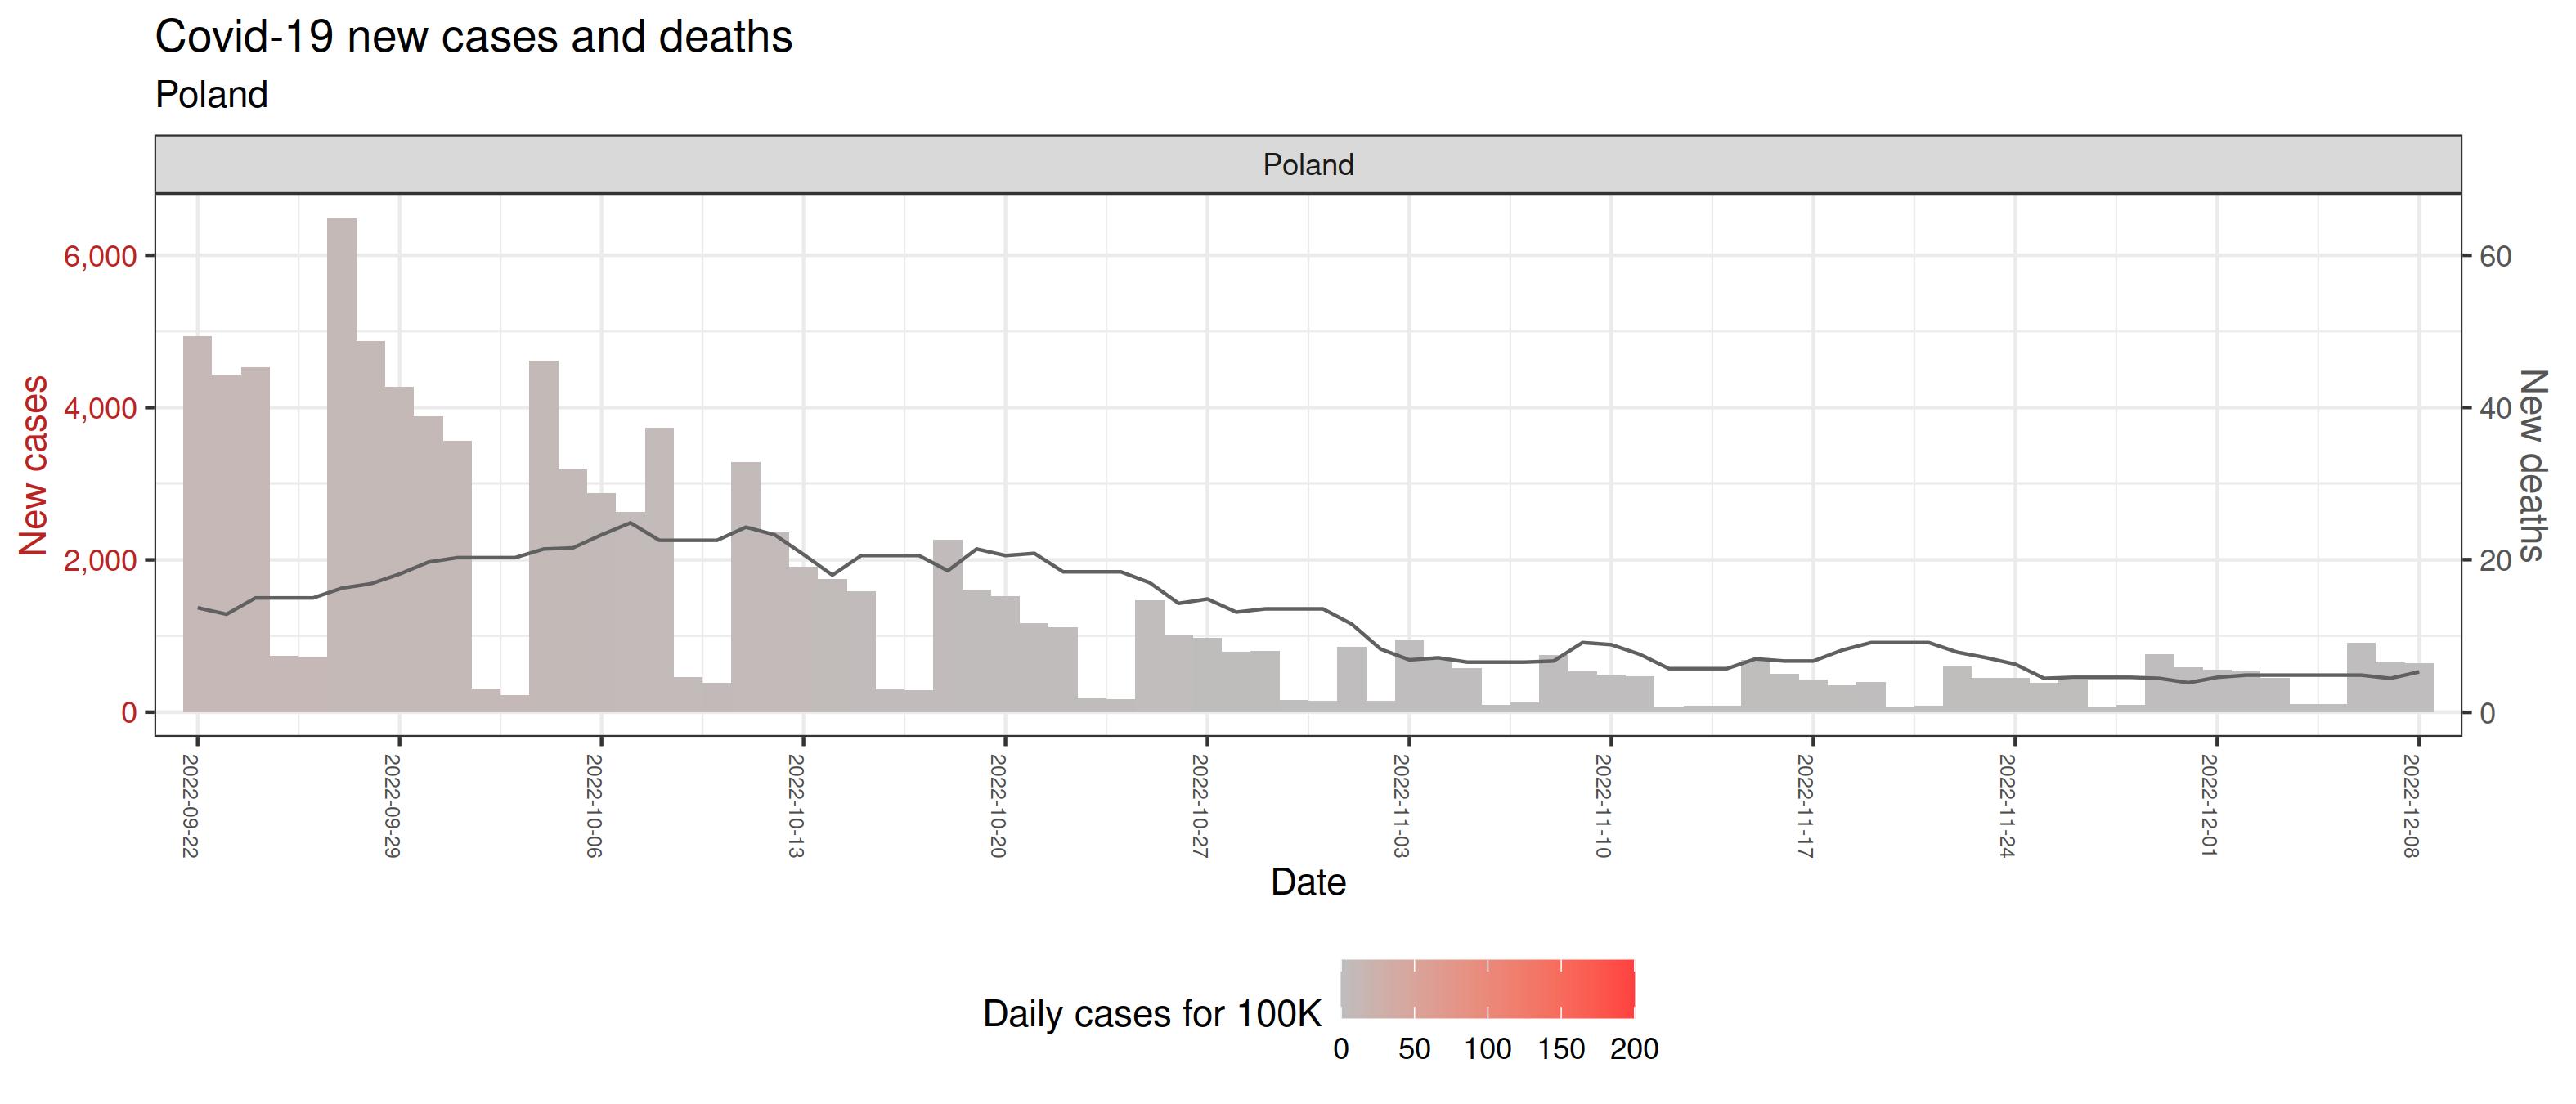 Covid-19 new cases and deaths
Poland
Poland
New cases
6,000
4,000
2,000
0
60
40
20
0
New deaths
2022-09-22
2022-09-29
2022-10-06
2022-10-13
2022-10-20
2022-10-27
2022-11-03
2022-11-10
2022-11-17
2022-11-24
2022-12-01
2022-12-08
Date
Daily cases for 100K
0 50 100 150 200